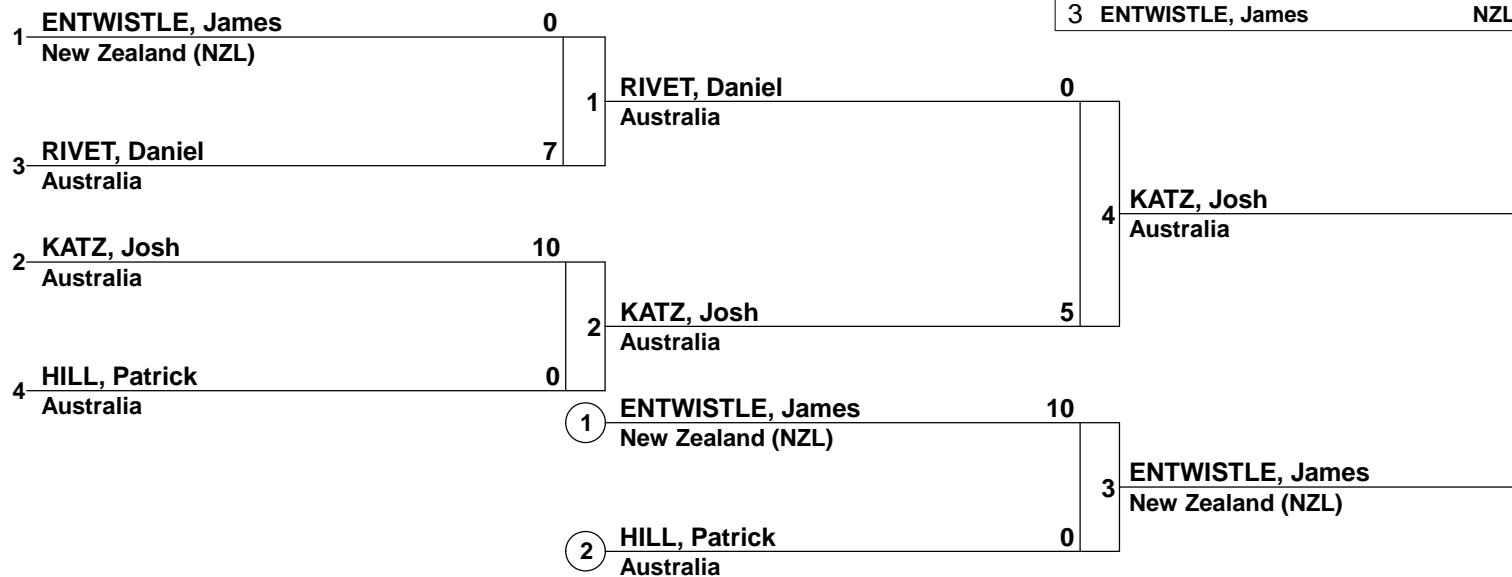 3 ENTWISTLE, James NZL
1 ENTWISTLE, James 0
New Zealand (NZL)
1 RIVET, Daniel 0
Australia
3 RIVET, Daniel 7
Australia
4 KATZ, Josh
Australia
2 KATZ, Josh 10
Australia
2 KATZ, Josh 5
Australia
4 HILL, Patrick 0
Australia
1 ENTWISTLE, James 10
New Zealand (NZL)
3 ENTWISTLE, James
New Zealand (NZL)
2 HILL, Patrick 0
Australia